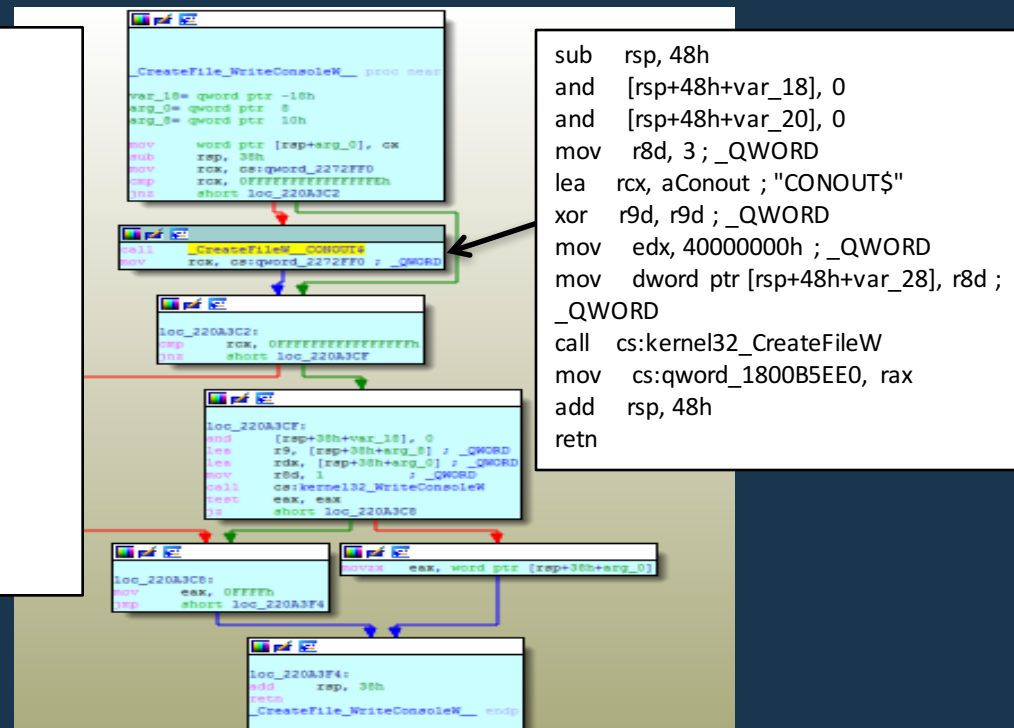 _CreateFile_WriteConsoleW__ proc near
var_18= qword ptr -18h
arg_0= qword ptr 8
arg_8= qword ptr 10h
mov word ptr [rsp+arg_0], cx
sub rsp, 38h
mov rcx, cs:qword_2272FF0
cmp rcx, 0FFFFFFFFFFFFFFFEh
jnz short loc_220A3C2
call _CreateFileW__CONOUT$
mov rcx, cs:qword_2272FF0 ; _QWORD
loc_220A3C2:
cmp rcx, 0FFFFFFFFFFFFFFFFh
jnz short loc_220A3CF
loc_220A3CF:
and [rsp+38h+var_18], 0
lea r9, [rsp+38h+arg_8] ; _QWORD
lea rdx, [rsp+38h+arg_0] ; _QWORD
mov r8d, 1 ; _QWORD
call cs:kernel32_WriteConsoleW
test eax, eax
jz short loc_220A3C8
loc_220A3C8:
mov eax, 0FFFFh
jmp short loc_220A3F4
movzx eax, word ptr [rsp+38h+arg_0]
loc_220A3F4:
add rsp, 38h
retn
_CreateFile_WriteConsoleW__ endp
sub rsp, 48h
and [rsp+48h+var_18], 0
and [rsp+48h+var_20], 0
mov r8d, 3 ; _QWORD
lea rcx, aConout ; "CONOUT$"
xor r9d, r9d ; _QWORD
mov edx, 40000000h ; _QWORD
mov dword ptr [rsp+48h+var_28], r8d ;
_QWORD
call cs:kernel32_CreateFileW
mov cs:qword_1800B5EE0, rax
add rsp, 48h
retn